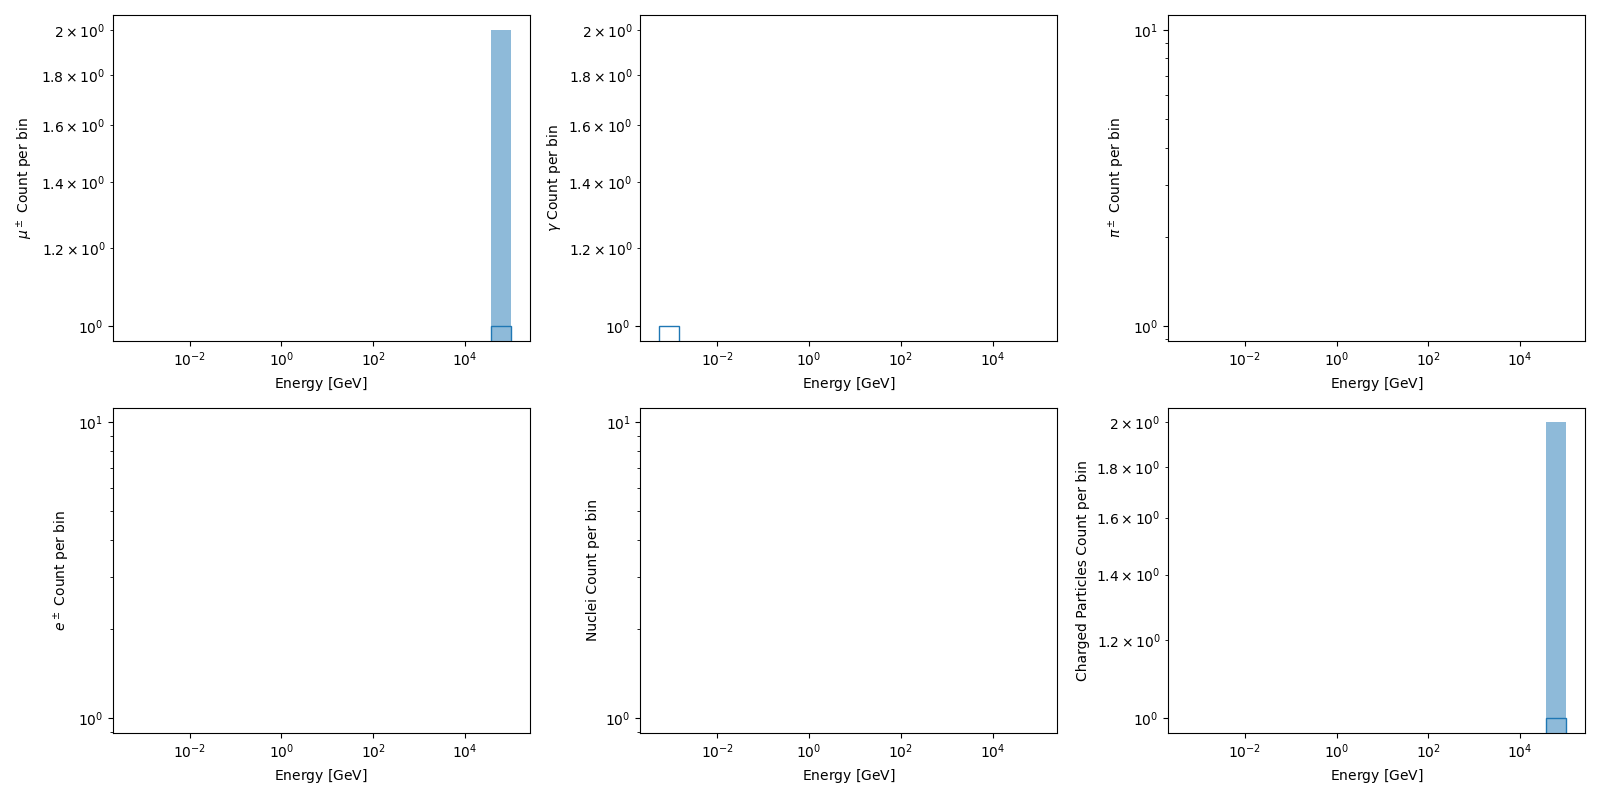 μ± Count per bin
2 × 10⁰
1.8 × 10⁰
1.6 × 10⁰
1.4 × 10⁰
1.2 × 10⁰
10⁰
10⁻² 10⁰ 10² 10⁴
Energy [GeV]
γ Count per bin
2 × 10⁰
1.8 × 10⁰
1.6 × 10⁰
1.4 × 10⁰
1.2 × 10⁰
10⁰
10⁻² 10⁰ 10² 10⁴
Energy [GeV]
π± Count per bin
10¹
10⁰
10⁻² 10⁰ 10² 10⁴
Energy [GeV]
e± Count per bin
10¹
10⁰
10⁻² 10⁰ 10² 10⁴
Energy [GeV]
Nuclei Count per bin
10¹
10⁰
10⁻² 10⁰ 10² 10⁴
Energy [GeV]
Charged Particles Count per bin
2 × 10⁰
1.8 × 10⁰
1.6 × 10⁰
1.4 × 10⁰
1.2 × 10⁰
10⁰
10⁻² 10⁰ 10² 10⁴
Energy [GeV]